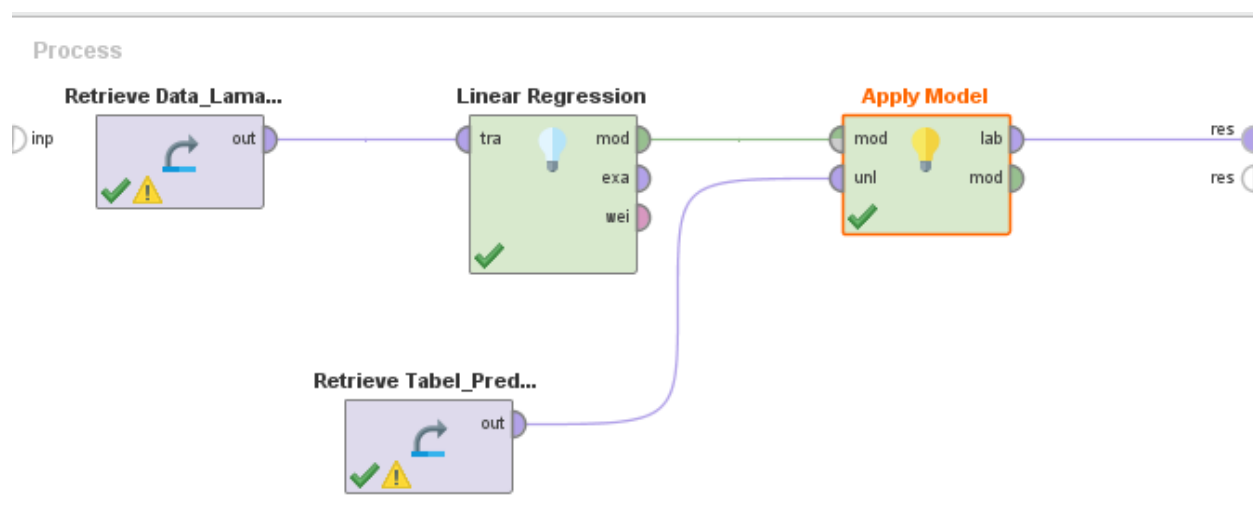 Process
Retrieve Data_Lama...
Linear Regression
Apply Model
inp
out
tra
mod
exa
wei
mod
unl
lab
mod
res
res
Retrieve Tabel_Pred...
out